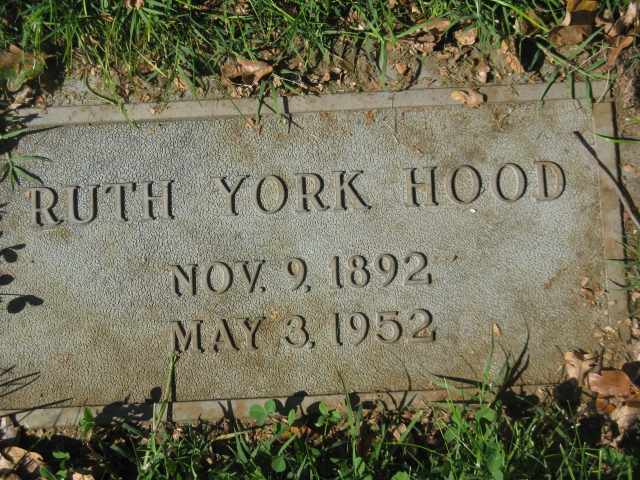 RUTH YORK HOOD
NOV. 9, 1892
MAY 3, 1952